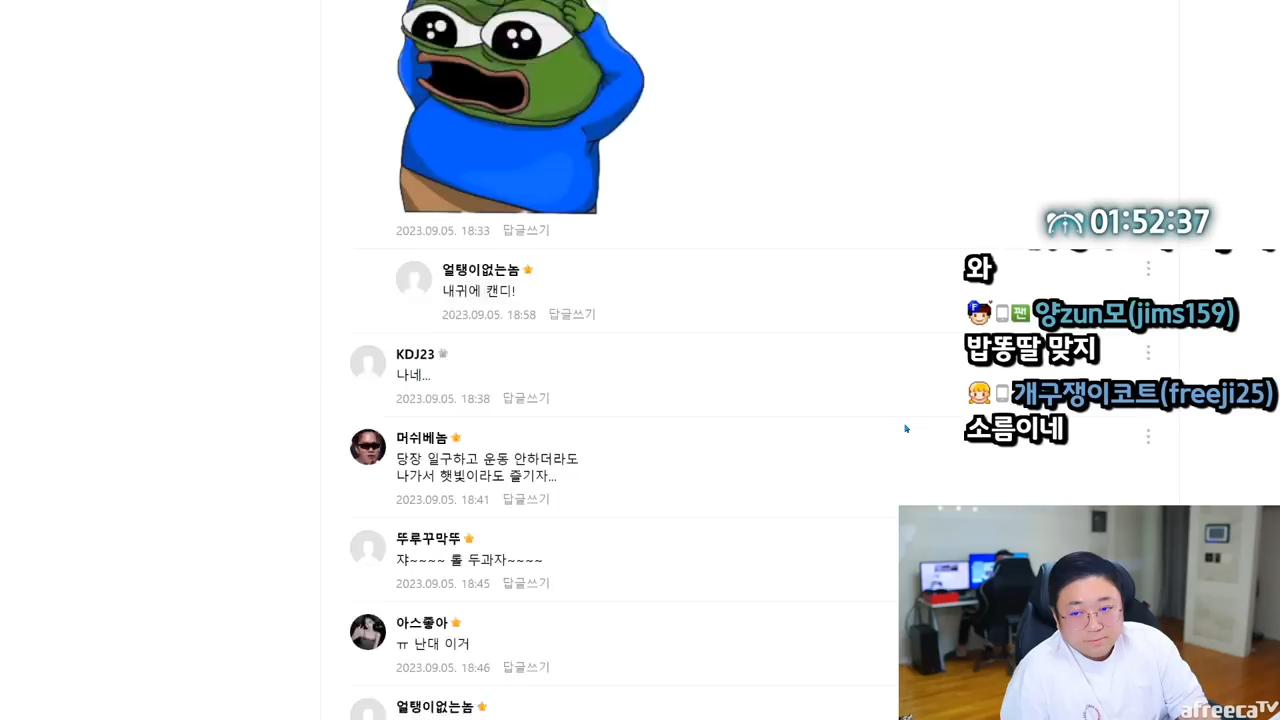 2023.09.05. 18:33 답글쓰기
얼탱이없는놈
내귀에 캔디!
2023.09.05. 18:58 답글쓰기
KDJ23
나네...
2023.09.05. 18:38 답글쓰기
머쉬베놈
당장 일구하고 운동 안하더라도
나가서 햇빛이라도 즐기자...
2023.09.05. 18:41 답글쓰기
뚜루꾸막뚜
쟈~~~~ 롤 두과자~~~~
2023.09.05. 18:45 답글쓰기
아스좋아
ㅠ 난대 이거
2023.09.05. 18:46 답글쓰기
얼탱이없는놈
01:52:37
와
팬 양zun모(jims159)
밥똥딸 맞지
개구쟁이코트(freeji25)
소름이네
afreecaTV